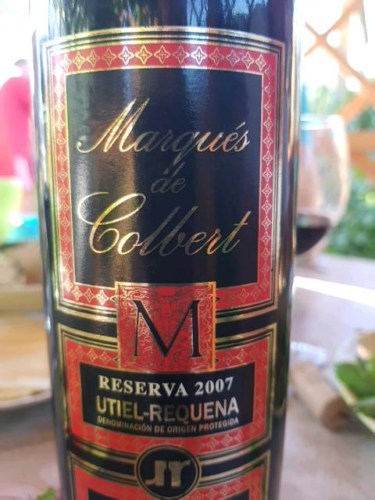 Marqués
de
Colbert
M
RESERVA 2007
UTIEL-REQUENA
DENOMINACIÓN DE ORIGEN PROTEGIDA